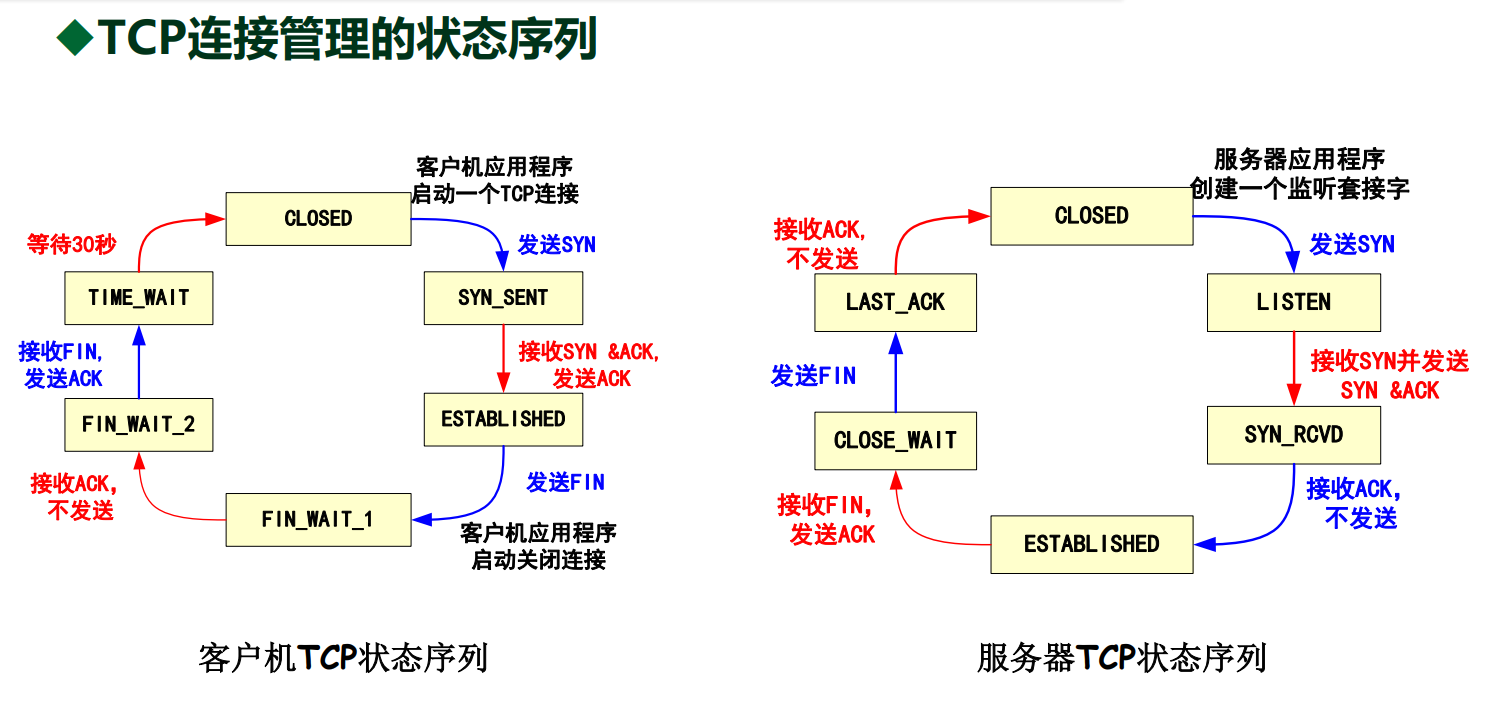 ◆TCP连接管理的状态序列
客户机应用程序
启动一个TCP连接
CLOSED
发送SYN
等待30秒
TIME_WAIT
SYN_SENT
接收FIN,
发送ACK
接收SYN &ACK,
发送ACK
FIN_WAIT_2
ESTABLISHED
接收ACK,
不发送
发送FIN
FIN_WAIT_1
客户机应用程序
启动关闭连接
客户机TCP状态序列
服务器应用程序
创建一个监听套接字
CLOSED
接收ACK,
不发送
发送SYN
LAST_ACK
LISTEN
发送FIN
接收SYN并发送
SYN &ACK
CLOSE_WAIT
SYN_RCVD
接收FIN,
发送ACK
接收ACK,
不发送
ESTABLISHED
服务器TCP状态序列